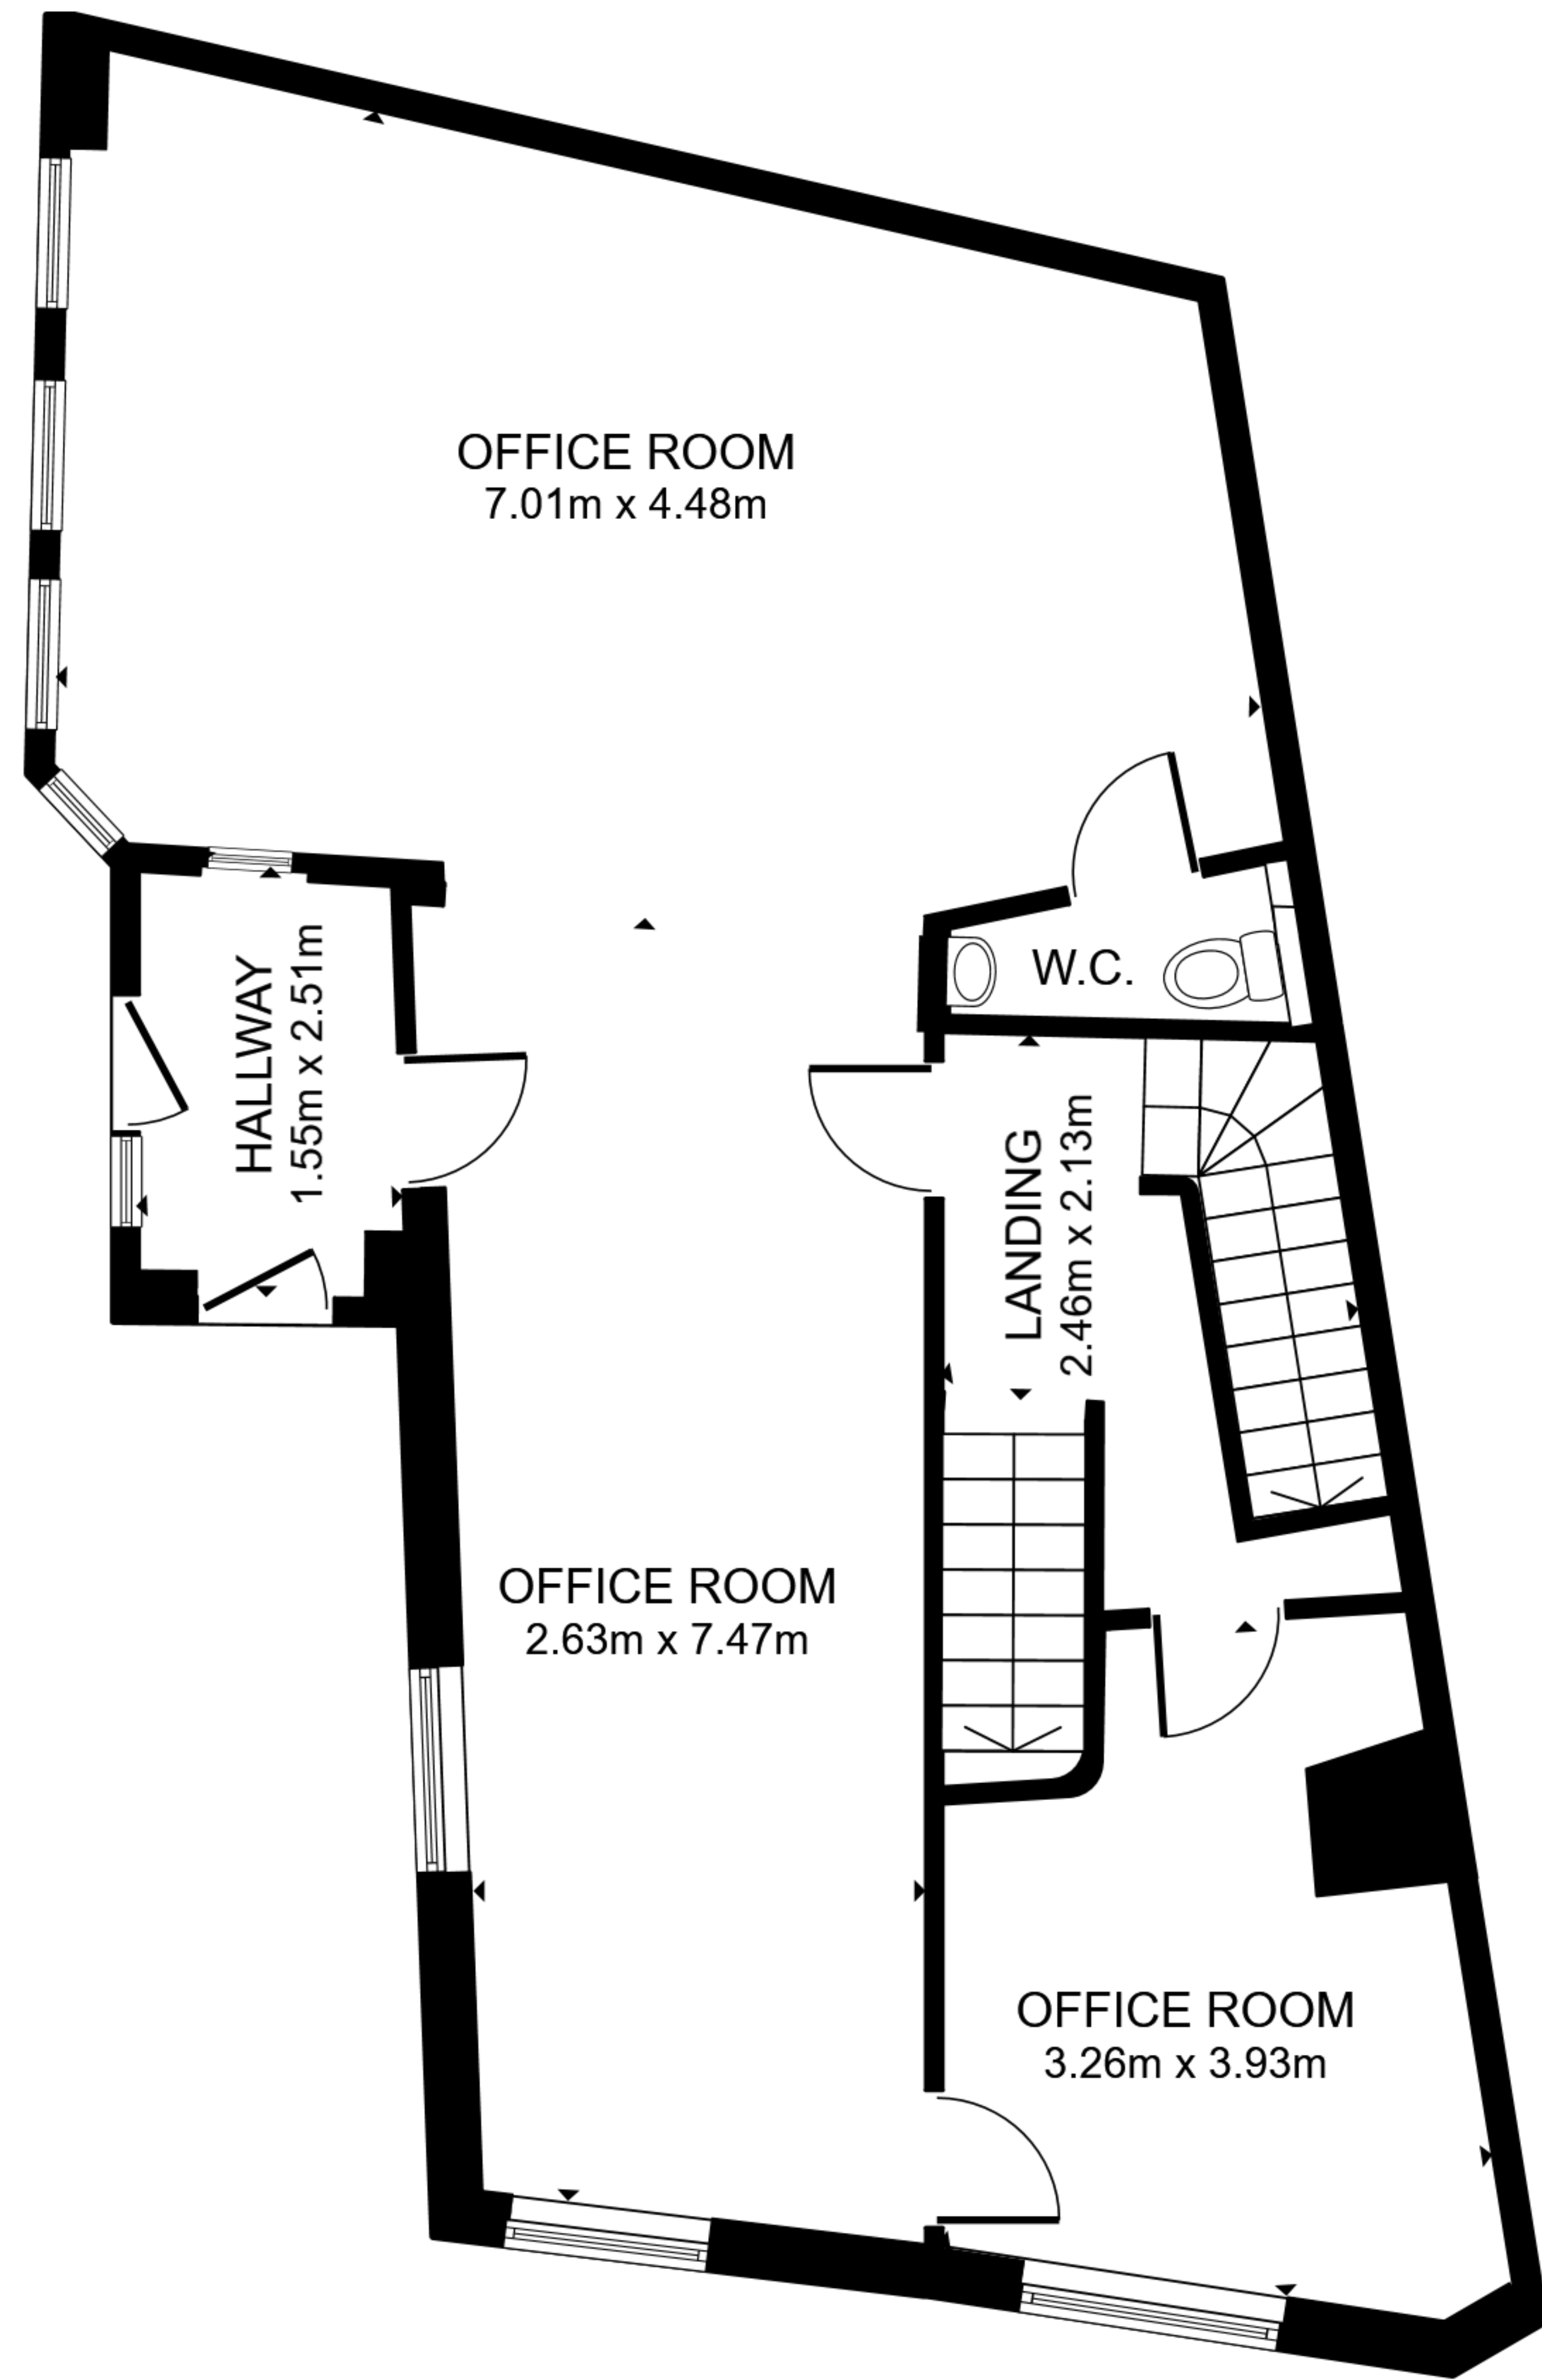 OFFICE ROOM
7.01m x 4.48m
HALLWAY
1.55m x 2.51m
W.C.
LANDING
2.46m x 2.13m
OFFICE ROOM
2.63m x 7.47m
OFFICE ROOM
3.26m x 3.93m